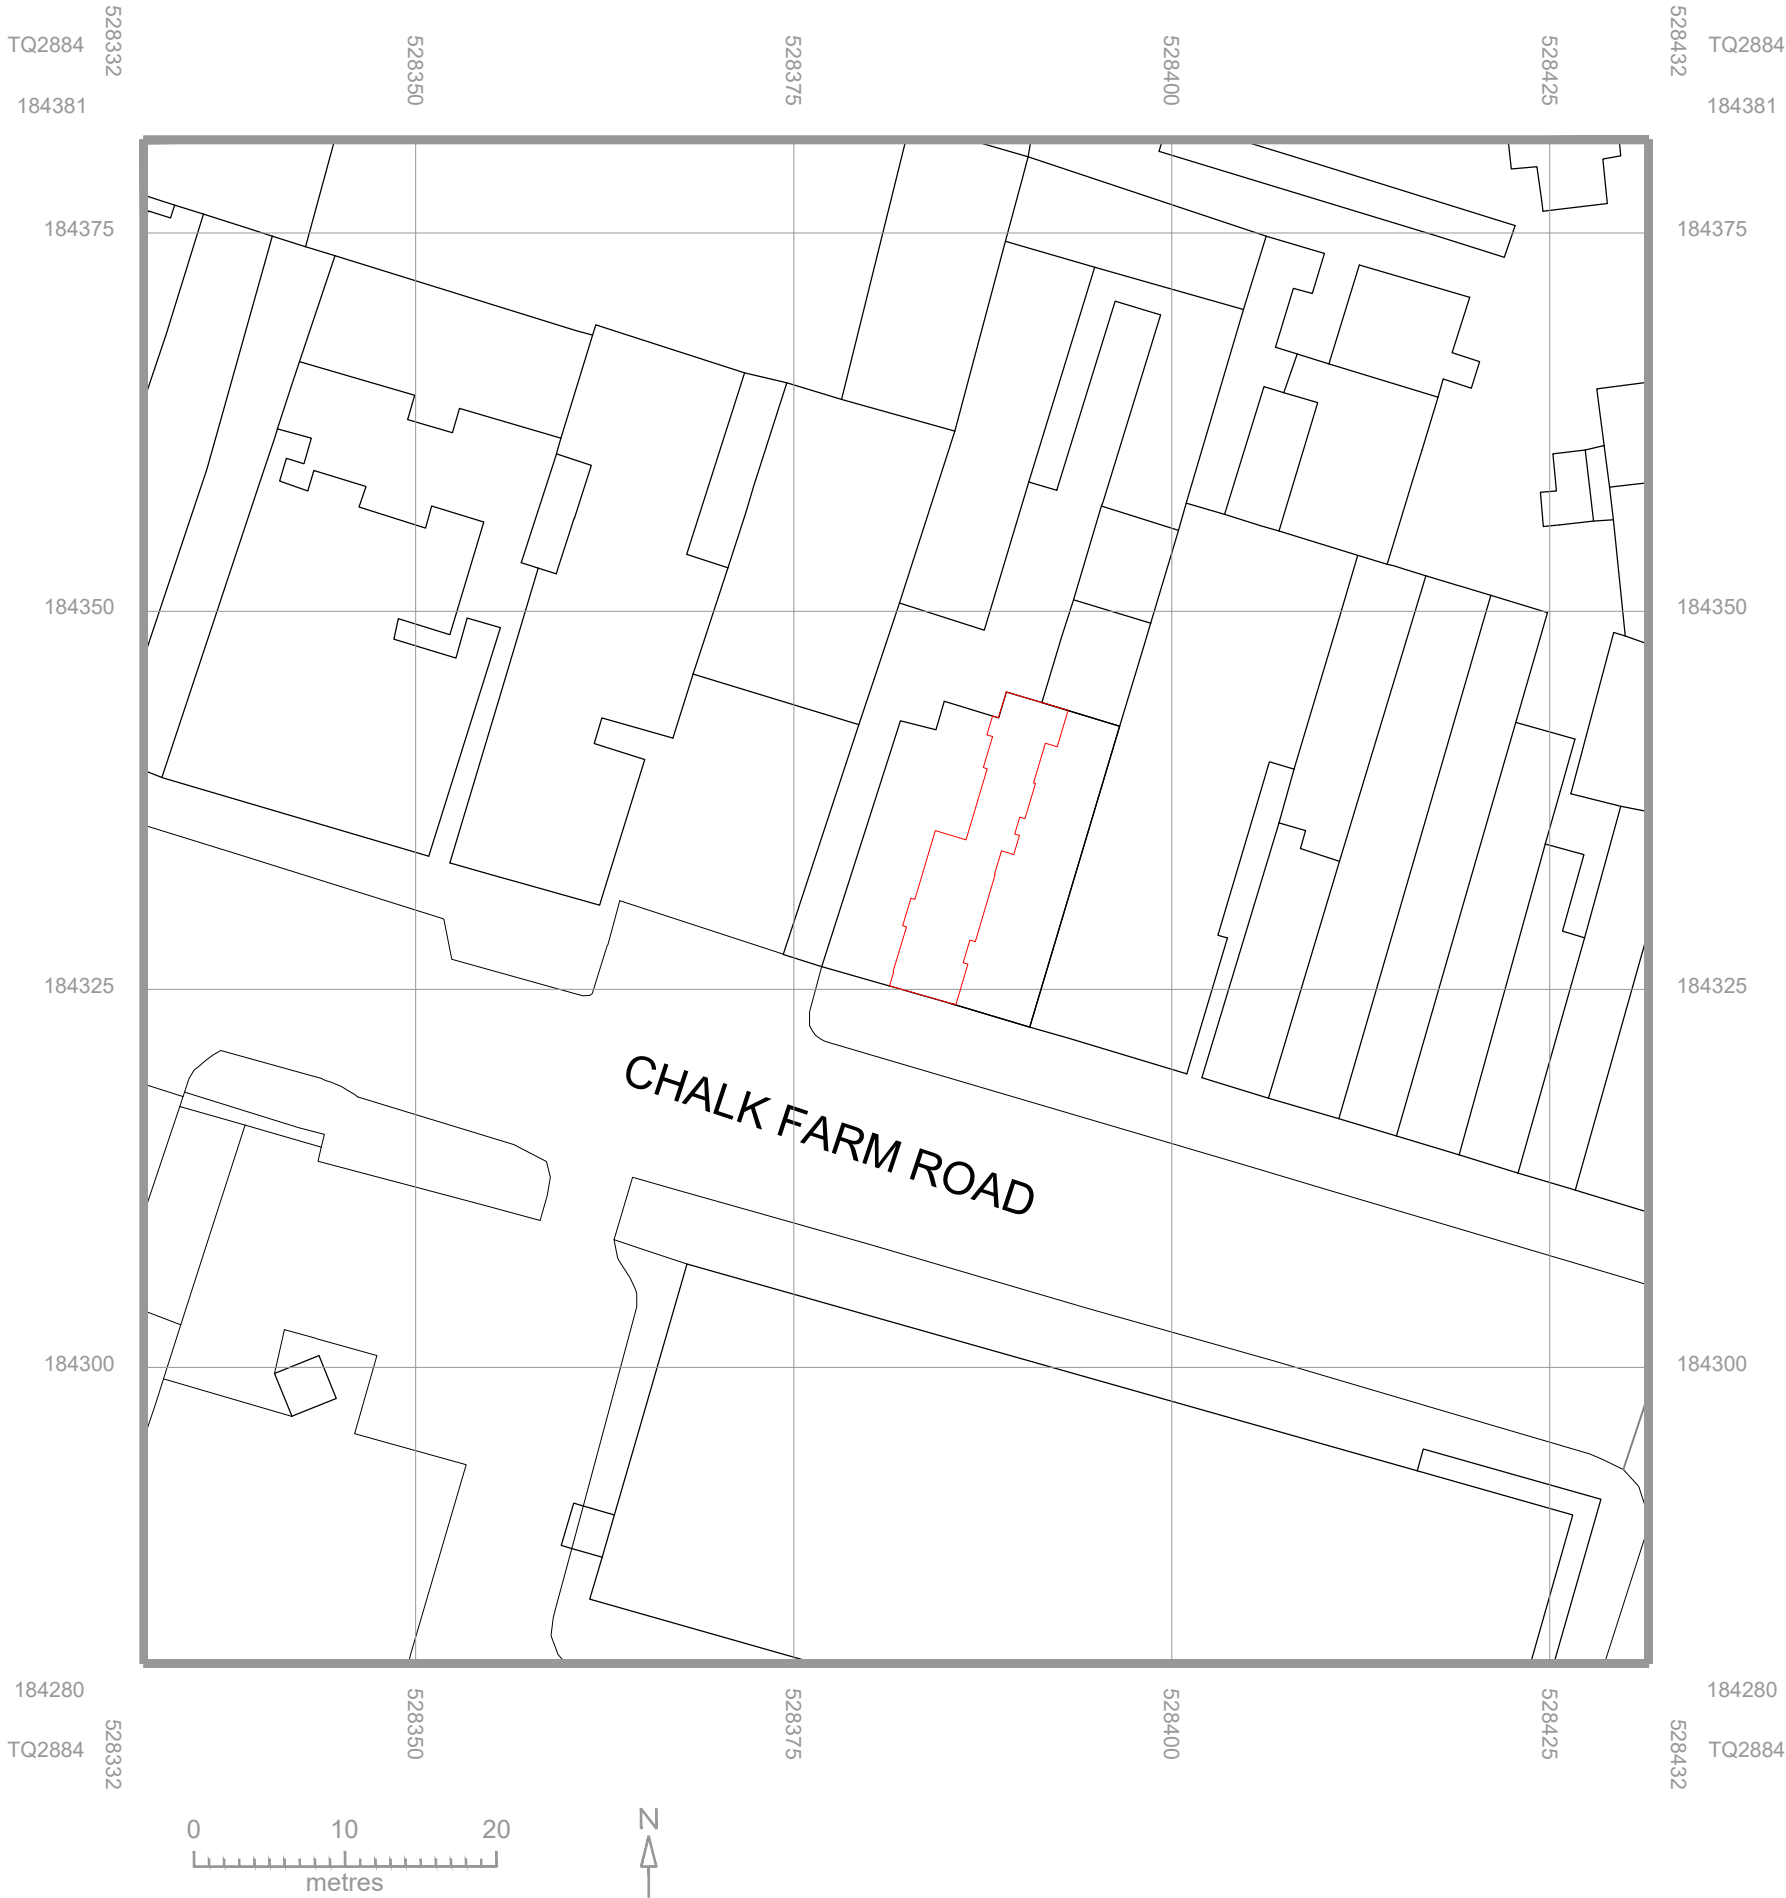 528332 528350 528375 528400 528425 528432
TQ2884 TQ2884
184381 184381
184375 184375
184350 184350
184325 184325
CHALK FARM ROAD
184300 184300
184280 184280
TQ2884 TQ2884
528332 528350 528375 528400 528425 528432
0 10 20
metres
N